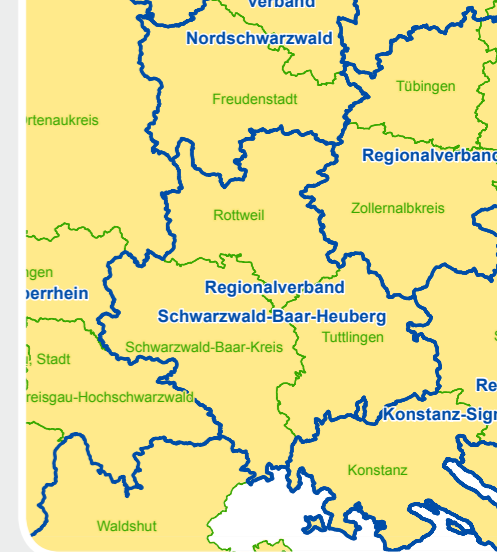 verband
Nordschwarzwald
Tübingen
Freudenstadt
rtenaukreis
Regionalverband
Rottweil
Zollernalbkreis
ngen
berrhein
Regionalverband
Schwarzwald-Baar-Heuberg
Tuttlingen
Schwarzwald-Baar-Kreis
, Stadt
Re
reisgau-Hochschwarzwald
Konstanz-Sigr
Konstanz
Waldshut